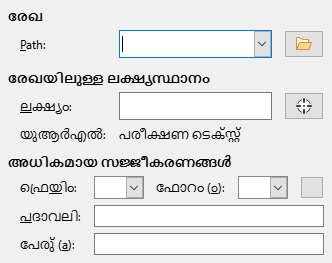 രേഖ
Path:
രേഖയിലുള്ള ലക്ഷ്യസ്ഥാനം
ലക്ഷ്യം:
യുആർഎൽ: പരീക്ഷണ ടെക്സ്റ്റ്
അധികമായ സജ്ജീകരണങ്ങൾ
ഫ്രെയിം: ഫോറം (o):
പദാവലി:
പേരു് (a):